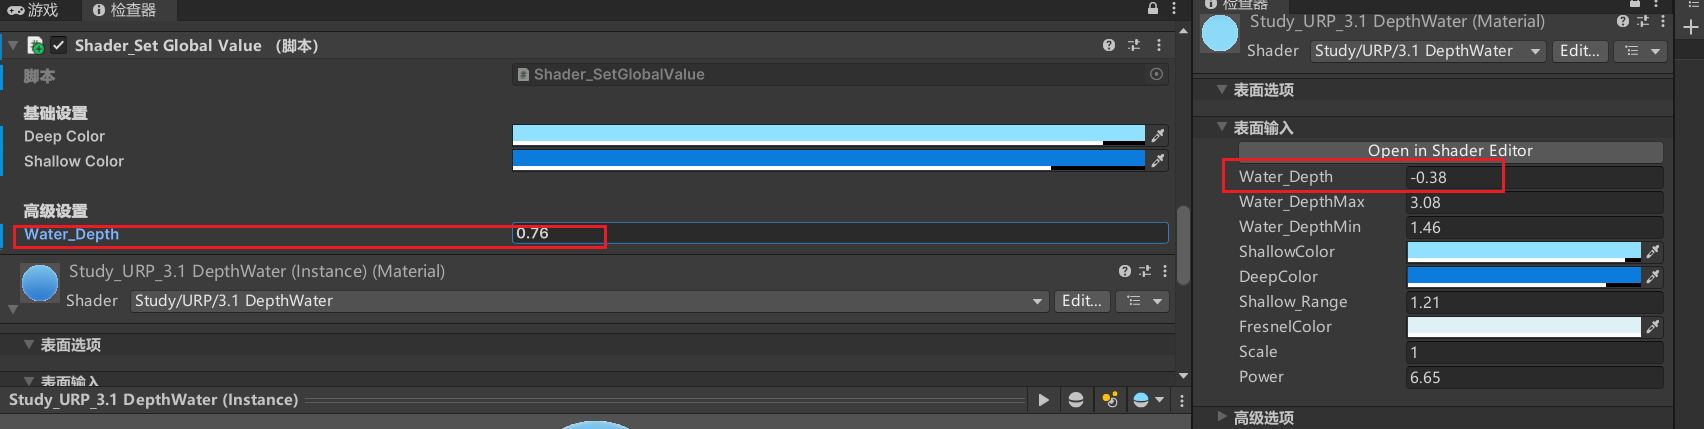 游戏
检查器
Shader_Set Global Value （脚本）
脚本
Shader_SetGlobalValue
基础设置
Deep Color
Shallow Color
高级设置
Water_Depth
0.76
Study_URP_3.1 DepthWater (Instance) (Material)
Shader
Study/URP/3.1 DepthWater
Edit...
表面选项
表面输入
Study_URP_3.1 DepthWater (Instance)
检查器
Study_URP_3.1 DepthWater (Material)
Shader
Study/URP/3.1 DepthWater
Edit...
表面选项
表面输入
Open in Shader Editor
Water_Depth
-0.38
Water_DepthMax
3.08
Water_DepthMin
1.46
ShallowColor
DeepColor
Shallow_Range
1.21
FresnelColor
Scale
1
Power
6.65
高级选项